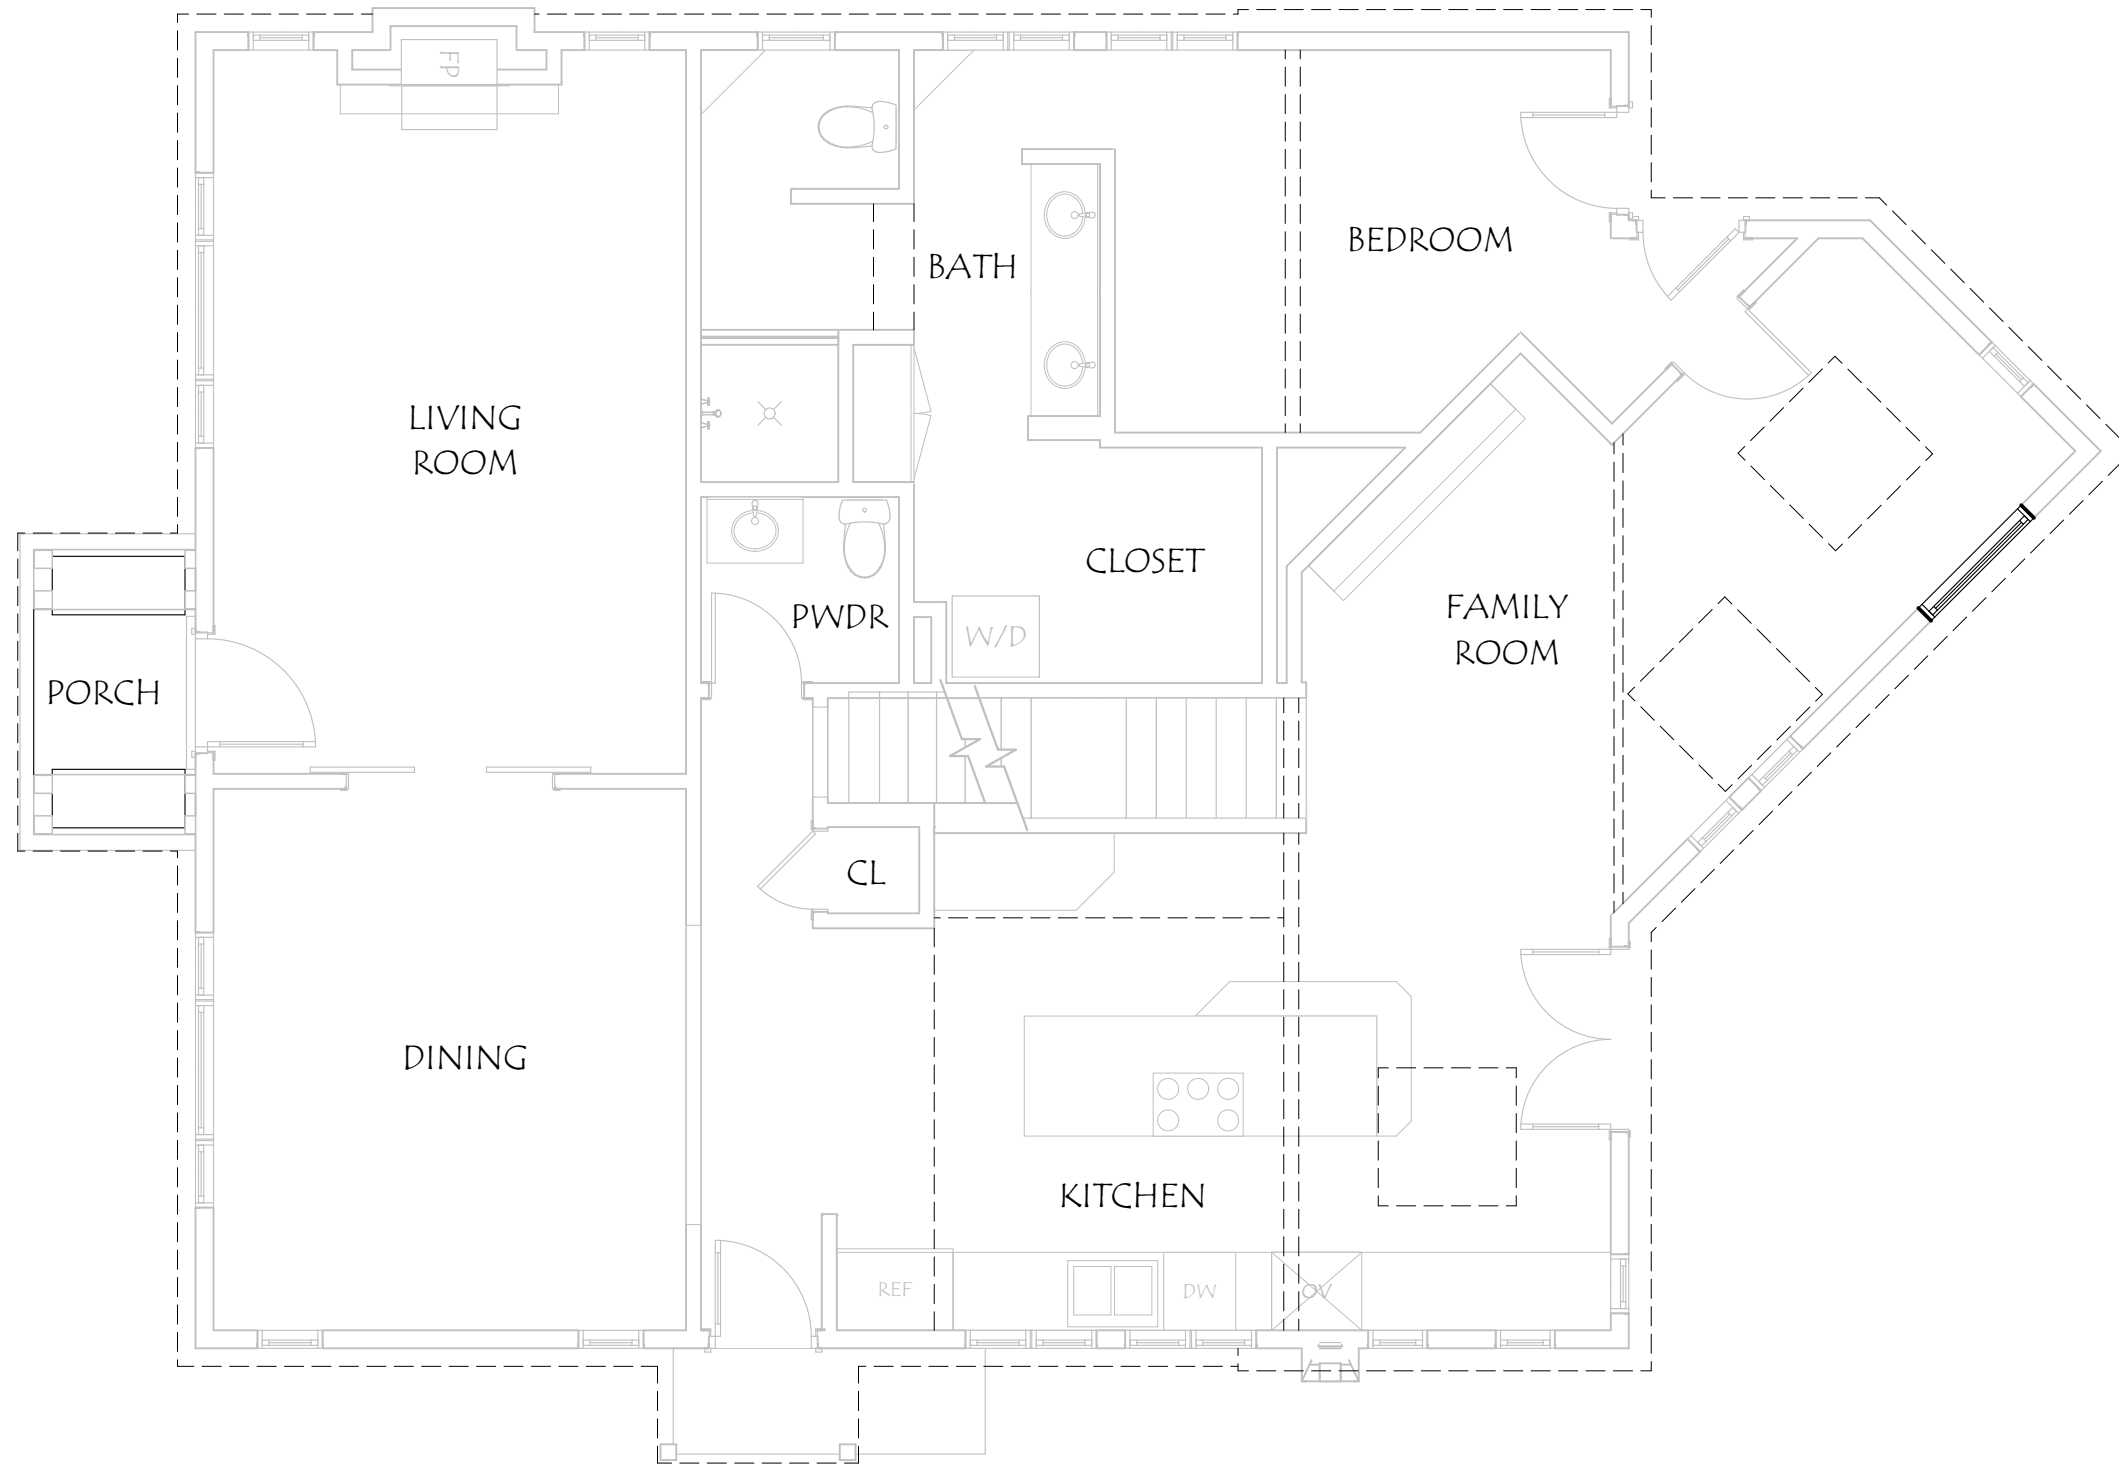 FP
BEDROOM
BATH
LIVING
ROOM
CLOSET
PWDR
W/D
FAMILY
ROOM
PORCH
CL
DINING
KITCHEN
REF
DW
OV